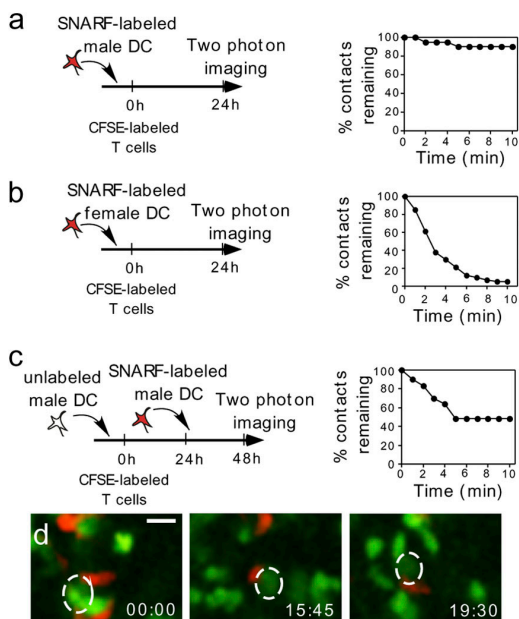 a
SNARF-labeled
male DC
Two photon
imaging
0h
24h
CFSE-labeled
T cells
% contacts
remaining
100
80
60
40
20
0
0 2 4 6 8 10
Time (min)
b
SNARF-labeled
female DC
Two photon
imaging
0h
24h
CFSE-labeled
T cells
% contacts
remaining
100
80
60
40
20
0
0 2 4 6 8 10
Time (min)
c
unlabeled
male DC
SNARF-labeled
male DC
Two photon
imaging
0h
24h
48h
CFSE-labeled
T cells
% contacts
remaining
100
80
60
40
20
0
0 2 4 6 8 10
Time (min)
d
00:00
15:45
19:30